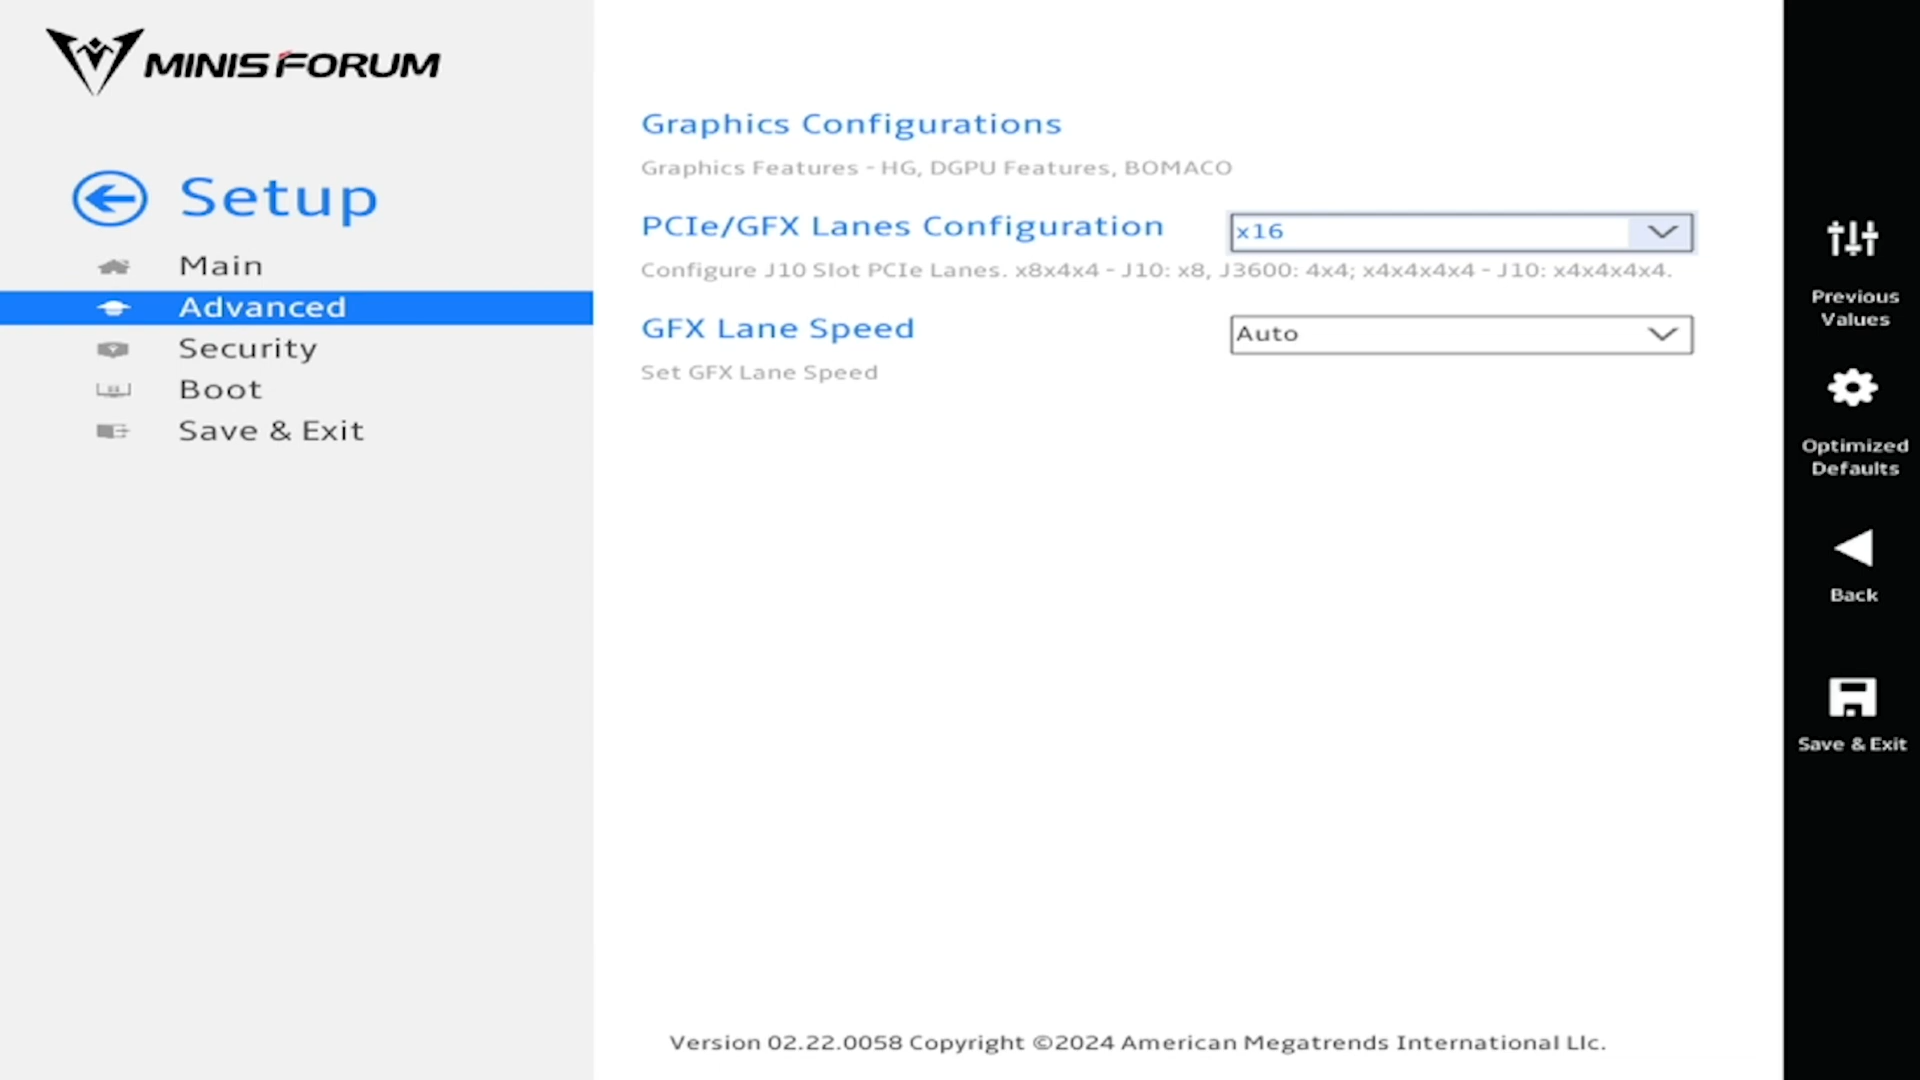 MINISFORUM
Setup
Main
Advanced
Security
Boot
Save & Exit
Graphics Configurations
Graphics Features - HG, DGPU Features, BOMACO
PCIe/GFX Lanes Configuration
x16
Configure J10 Slot PCIe Lanes. x8x4x4 - J10: x8, J3600: 4x4; x4x4x4x4 - J10: x4x4x4x4.
GFX Lane Speed
Auto
Set GFX Lane Speed
Previous
Values
Optimized
Defaults
Back
Save & Exit
Version 02.22.0058 Copyright ©2024 American Megatrends International Llc.